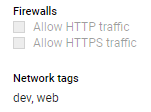 Firewalls
Allow HTTP traffic
Allow HTTPS traffic
Network tags
dev, web